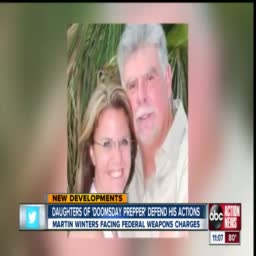 NEW DEVELOPMENTS
DAUGHTERS OF 'DOOMSDAY PREPPER' DEFEND HIS ACTIONS
MARTIN WINTERS FACING FEDERAL WEAPONS CHARGES
abc ACTION NEWS
11:07 80°